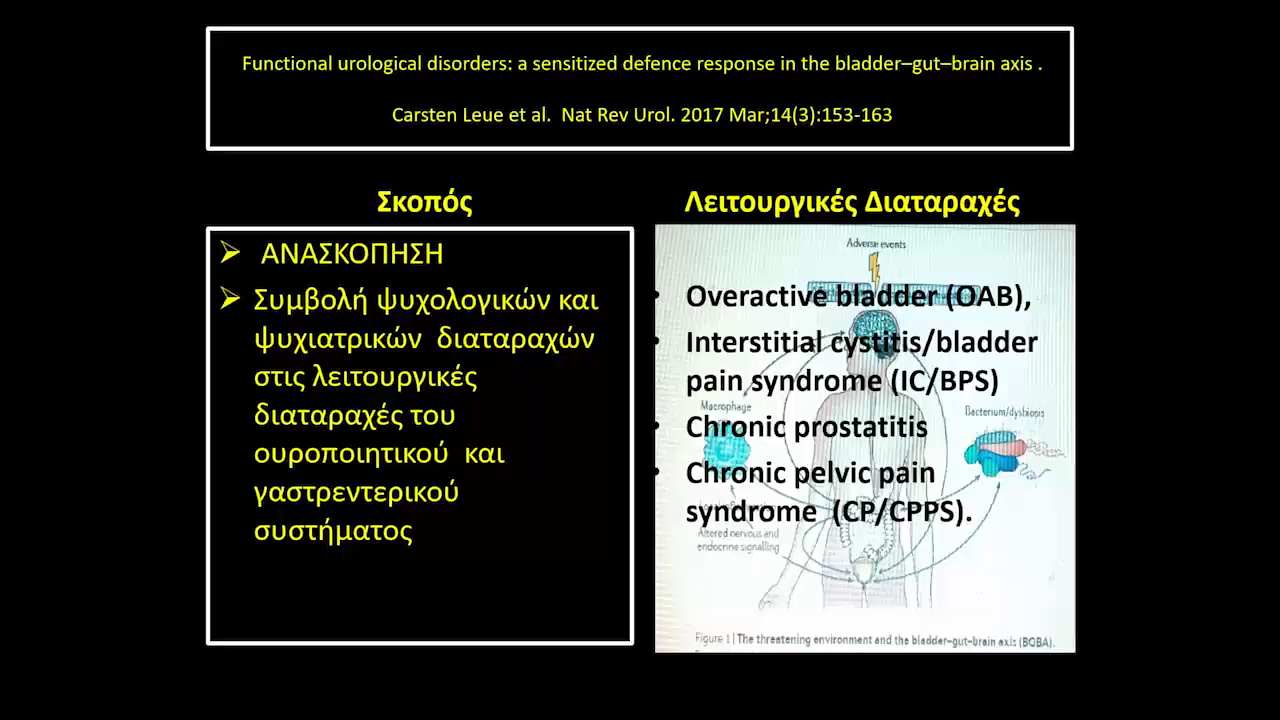 Functional urological disorders: a sensitized defence response in the bladder–gut–brain axis .
Carsten Leue et al.  Nat Rev Urol. 2017 Mar;14(3):153-163
Σκοπός
➢ ΑΝΑΣΚΟΠΗΣΗ
➢ Συμβολή ψυχολογικών και
ψυχιατρικών διαταραχών
στις λειτουργικές
διαταραχές του
ουροποιητικού και
γαστρεντερικού
συστήματος
Λειτουργικές Διαταραχές
Adverse events
• Overactive bladder (OAB),
• Interstitial cystitis/bladder
pain syndrome (IC/BPS)
Macrophage
Bacterium/dysbiosis
• Chronic prostatitis
• Chronic pelvic pain
syndrome (CP/CPPS).
Altered nervous and
endocrine signalling
Figure 1 | The threatening environment and the bladder–gut–brain axis (BGBA).